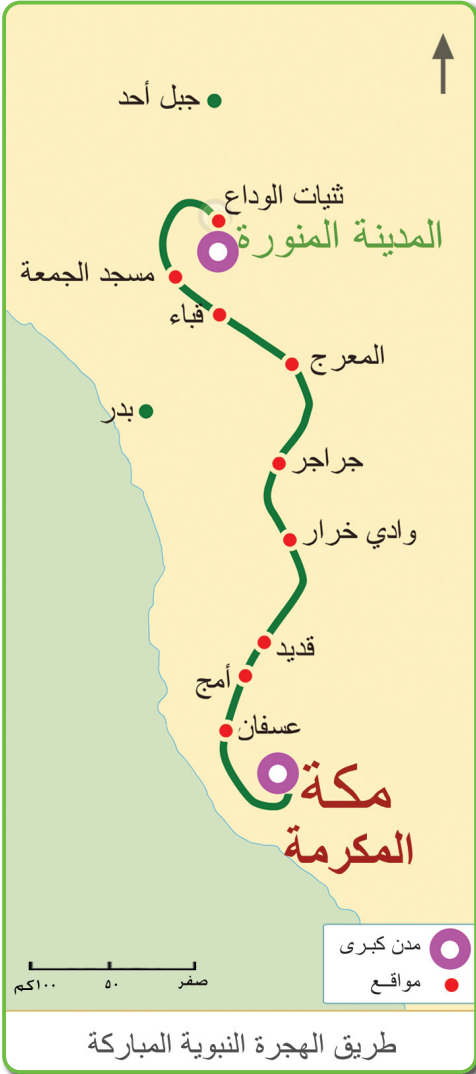 جبل أحد
ثنيات الوداع
المدينة المنورة
مسجد الجمعة
قباء
المعرج
بدر
جراجر
وادي خرار
قديد
أمج
عسفان
مكة
المكرمة
مدن كبرى
مواقع
صفر ٥٠ ١٠٠كم
طريق الهجرة النبوية المباركة